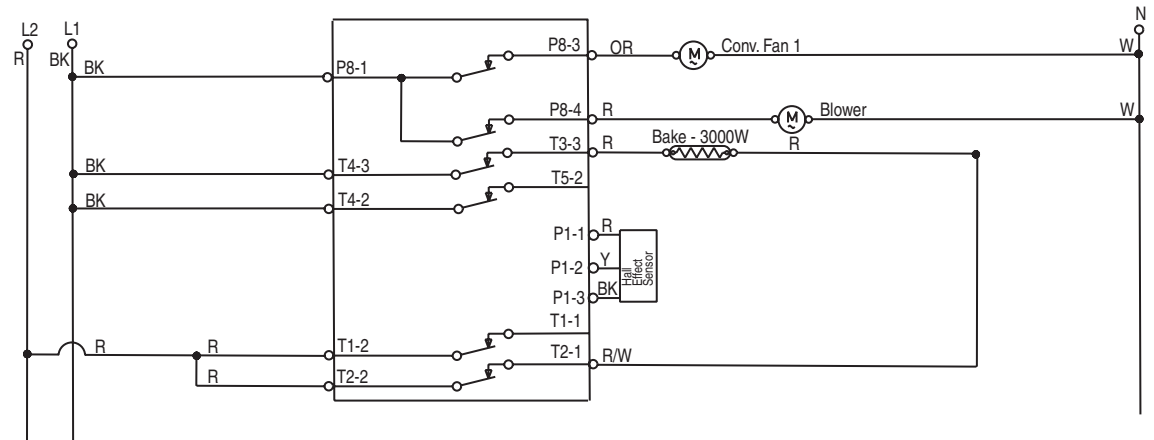 L2 L1 N
R BK
BK P8-1 P8-3 OR M ~ Conv. Fan 1 W
P8-4 R M ~ Blower W
T3-3 R Bake - 3000W R
BK T4-3 T5-2
BK T4-2
P1-1 R
P1-2 Y
P1-3 BK
Hall
Effect
Sensor
T1-1
R R T1-2
T2-1 R/W
R T2-2